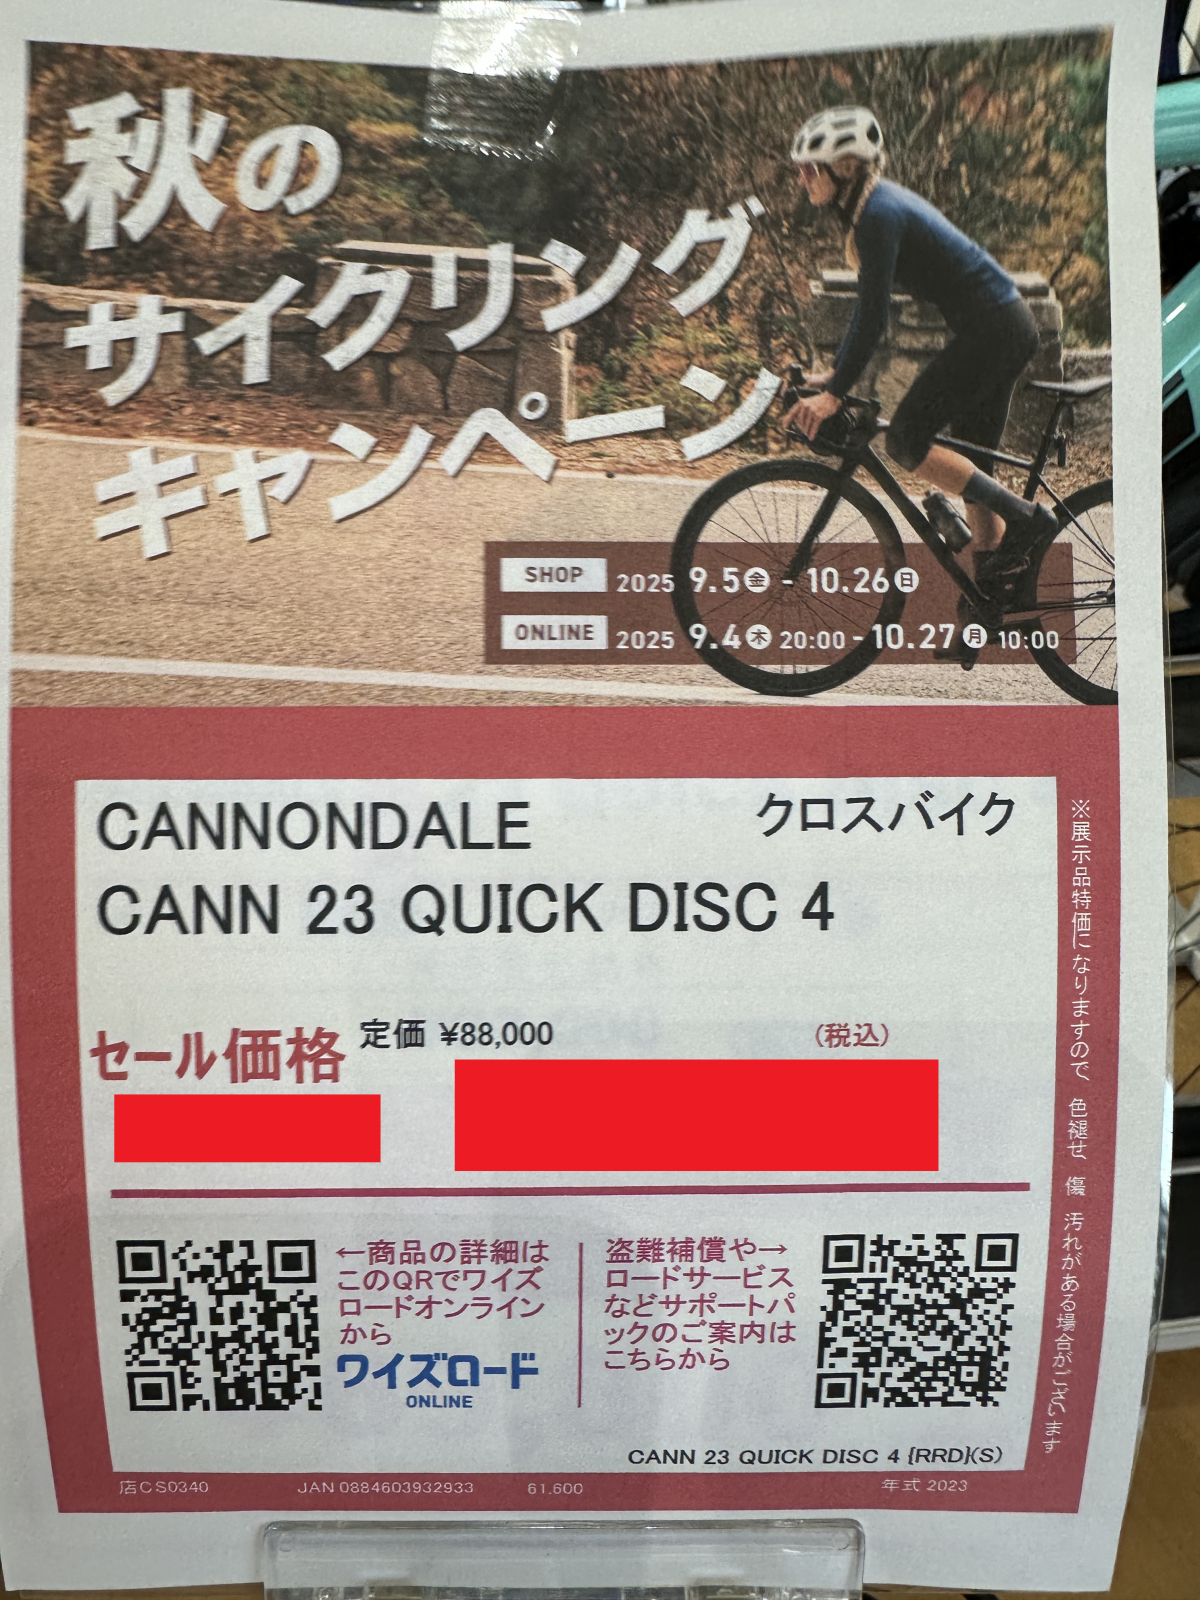 秋の
サイクリング
キャンペーン
SHOP 2025 9.5金 - 10.26日
ONLINE 2025 9.4木 20:00 - 10.27月 10:00
CANNONDALE クロスバイク
CANN 23 QUICK DISC 4
セール価格 定価 ¥88,000 (税込)
←商品の詳細は
このQRでワイズ
ロードオンライン
から
ワイズロード
ONLINE
盗難補償や→
ロードサービス
などサポートパ
ックのご案内は
こちらから
CANN 23 QUICK DISC 4 {RRD}(S)
店CS0340 JAN 0884603932933 61,600 年式 2023
※展示品特価になりますので、色褪せ、傷 汚れがある場合がございます